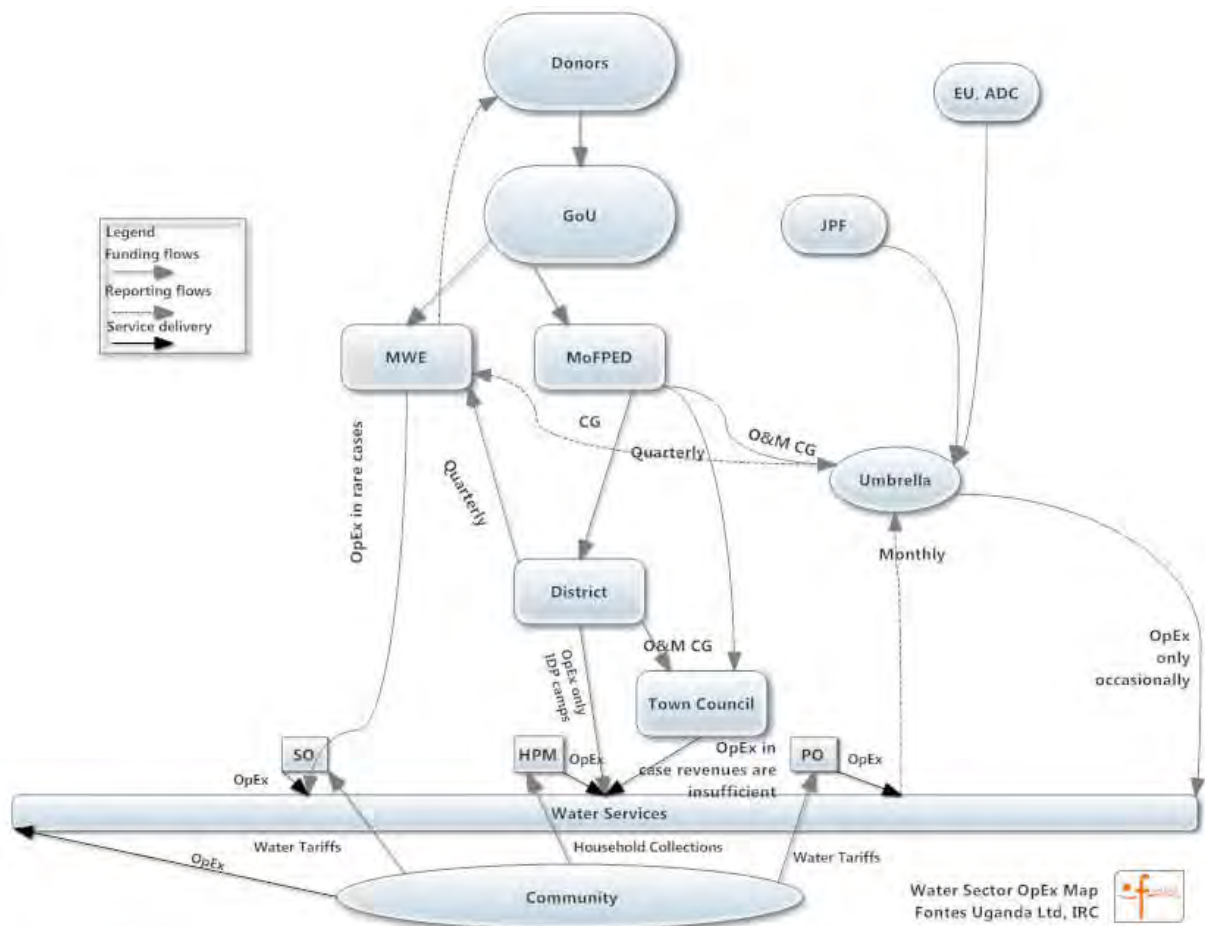 Donors
EU, ADC
GoU
JPF
Legend
Funding flows
Reporting flows
Service delivery
MWE
MoFPED
CG
O&M CG
Quarterly
OpEx in rare cases
Quarterly
Umbrella
Monthly
District
O&M CG
OpEx only
IDP camps
Town Council
OpEx
only
occasionally
SO
HPM
PO
OpEx
OpEx
OpEx in
case revenues are
insufficient
OpEx
Water Services
Water Tariffs
Household Collections
Water Tariffs
OpEx
Community
Water Sector OpEx Map
Fontes Uganda Ltd, IRC